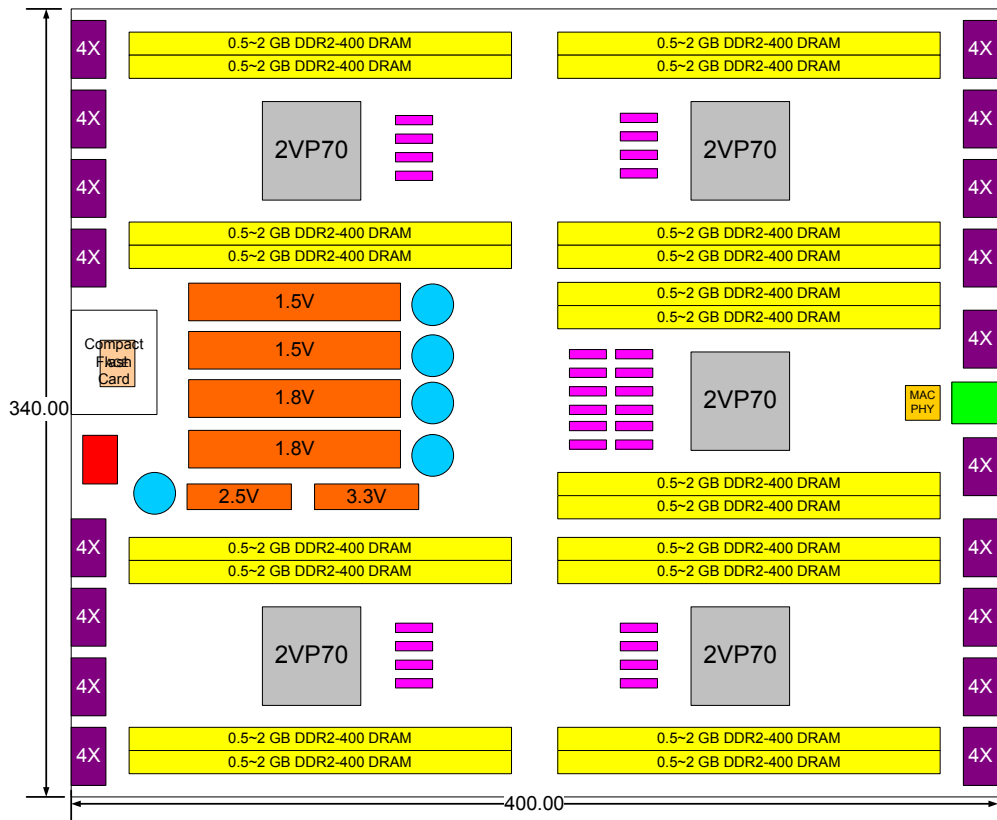 4X
0.5~2 GB DDR2-400 DRAM
0.5~2 GB DDR2-400 DRAM
4X
0.5~2 GB DDR2-400 DRAM
0.5~2 GB DDR2-400 DRAM
4X
4X
2VP70
2VP70
4X
4X
4X
0.5~2 GB DDR2-400 DRAM
0.5~2 GB DDR2-400 DRAM
4X
0.5~2 GB DDR2-400 DRAM
0.5~2 GB DDR2-400 DRAM
4X
1.5V
0.5~2 GB DDR2-400 DRAM
0.5~2 GB DDR2-400 DRAM
4X
Compact
Flash
Card
1.5V
1.8V
2VP70
MAC
PHY
340.00
1.8V
4X
2.5V
3.3V
0.5~2 GB DDR2-400 DRAM
0.5~2 GB DDR2-400 DRAM
4X
0.5~2 GB DDR2-400 DRAM
0.5~2 GB DDR2-400 DRAM
0.5~2 GB DDR2-400 DRAM
0.5~2 GB DDR2-400 DRAM
4X
4X
4X
4X
2VP70
2VP70
4X
4X
0.5~2 GB DDR2-400 DRAM
0.5~2 GB DDR2-400 DRAM
0.5~2 GB DDR2-400 DRAM
0.5~2 GB DDR2-400 DRAM
4X
400.00